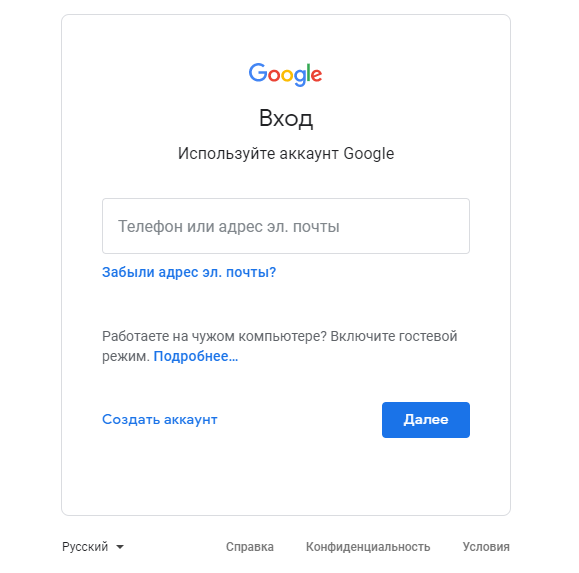 Google
Вход
Используйте аккаунт Google
Телефон или адрес эл. почты
Забыли адрес эл. почты?
Работаете на чужом компьютере? Включите гостевой
режим. Подробнее…
Создать аккаунт
Далее
Русский
Справка
Конфиденциальность
Условия